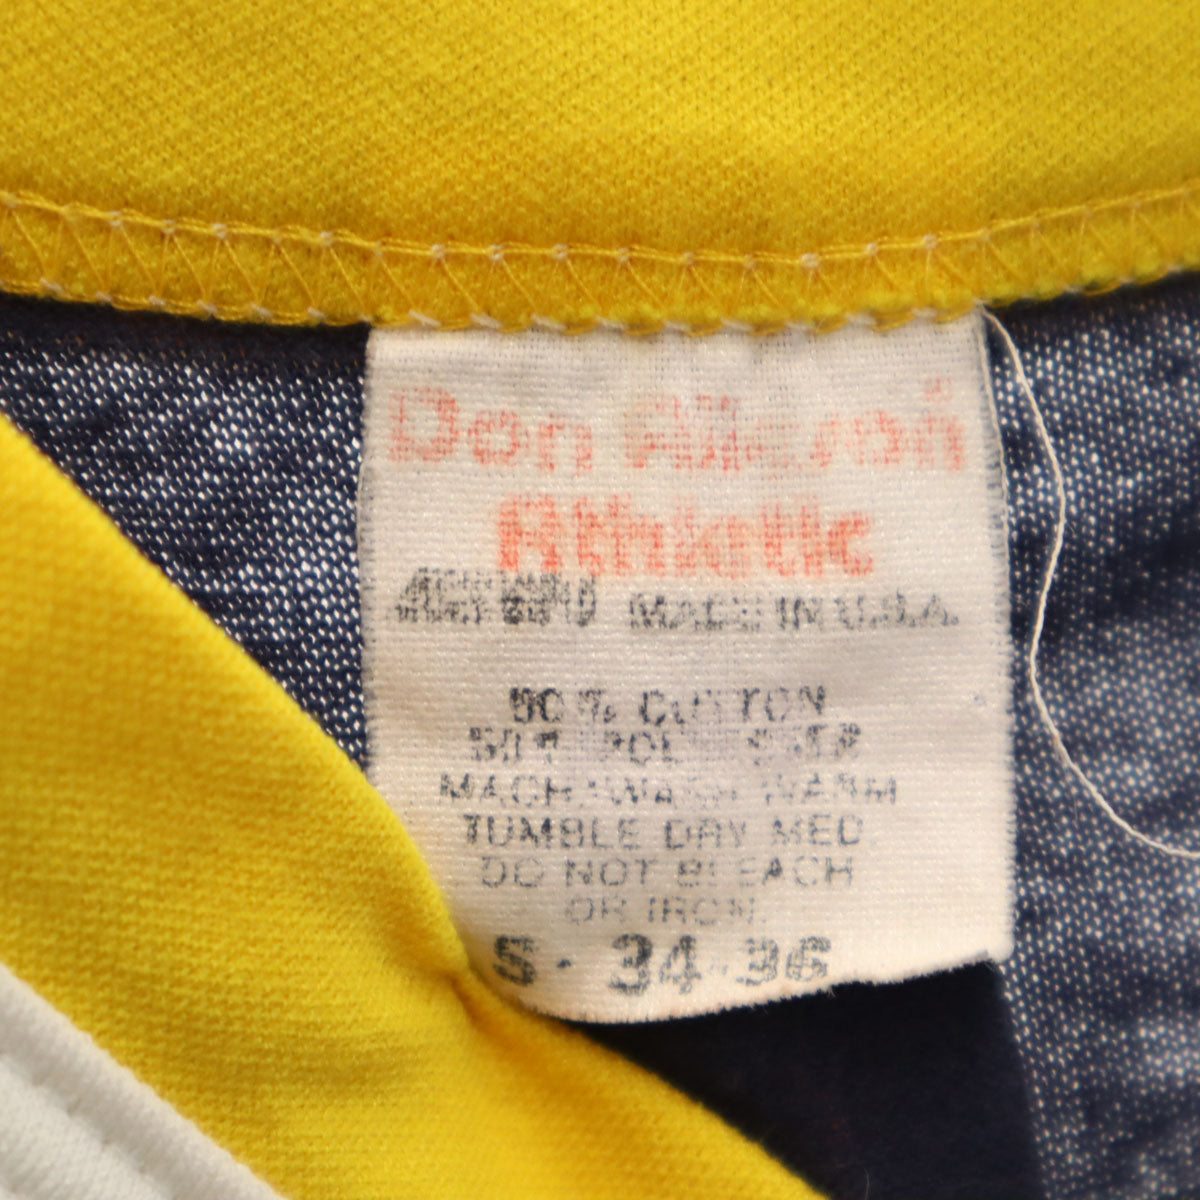 Don Alleson
Athletic
MADE IN U.S.A.
50% COTTON
50% POLYESTER
MACH. WASH WARM
TUMBLE DRY MED.
DO NOT BLEACH
OR IRON.
S - 34-36